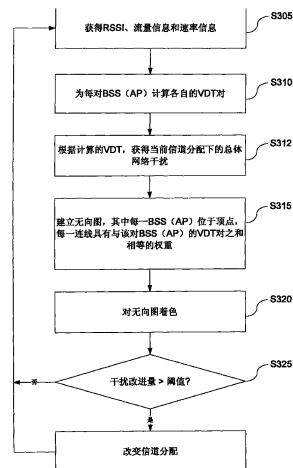 获得RSSI、流量信息和速率信息
S305
为每对BSS（AP）计算各自的VDT对
S310
根据计算的VDT，获得当前信道分配下的总体
网络干扰
S312
建立无向图，其中每一BSS（AP）位于顶点，
每一连线具有与该对BSS（AP）的VDT对之和
相等的权重
S315
对无向图着色
S320
干扰改进量 > 阈值?
S325
否
是
改变信道分配